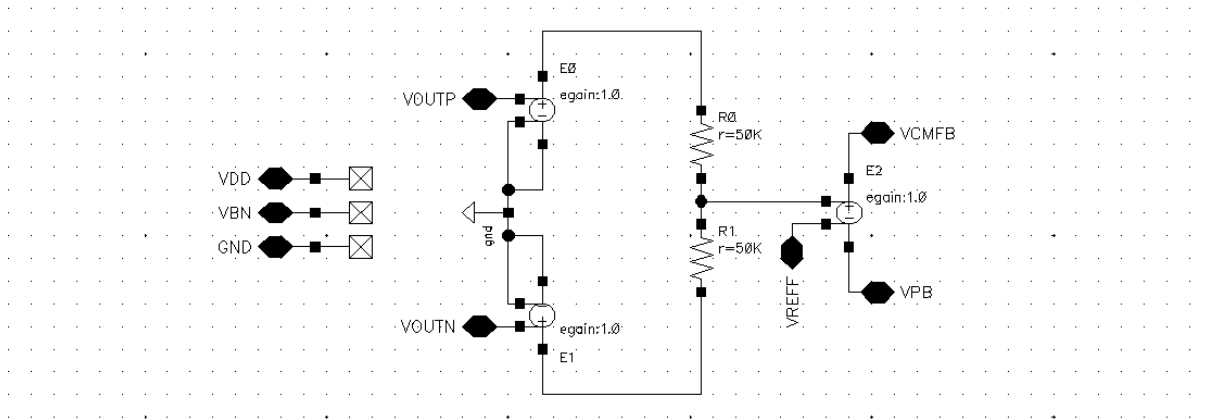 E0
VOUTP
egain:1.0
R0
r=50K
VCMFB
VDD
E2
egain:1.0
VBN
gnd
R1
r=50K
GND
VREFF
VPB
VOUTN
egain:1.0
E1